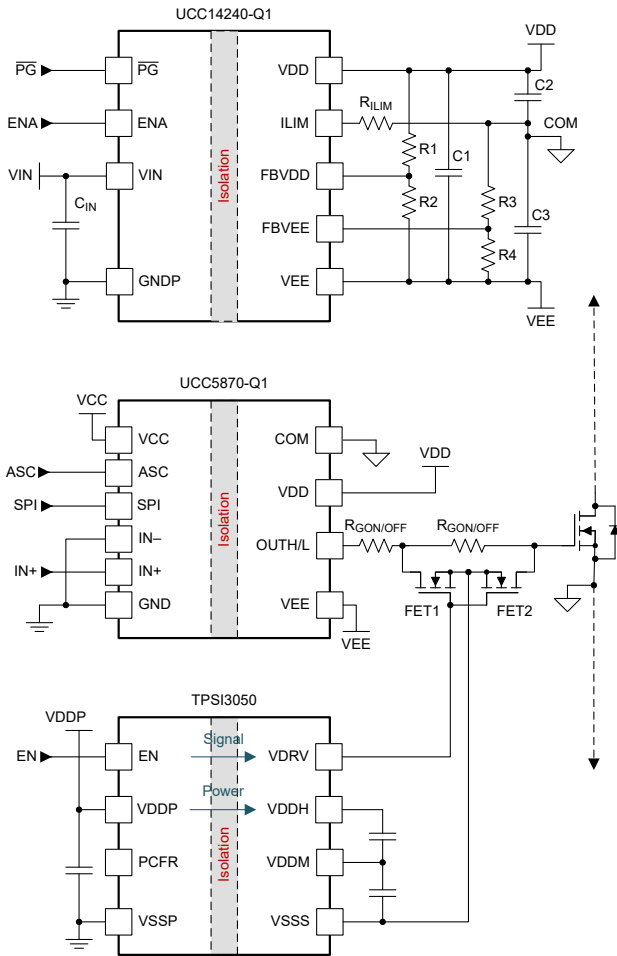 UCC14240-Q1
PG
PG
ENA
ENA
VIN
VIN
CIN
GNDP
Isolation
VDD
ILIM
FBVDD
FBVEE
VEE
RILIM
R1
R2
C1
R3
R4
VDD
C2
COM
C3
VEE
UCC5870-Q1
VCC
VCC
ASC
ASC
SPI
SPI
IN–
IN+
IN+
GND
Isolation
COM
VDD
OUTH/L
VEE
VEE
VDD
RGON/OFF
RGON/OFF
FET1
FET2
TPSI3050
VDDP
EN
EN
VDDP
PCFR
VSSP
Signal
Power
Isolation
VDRV
VDDH
VDDM
VSSS